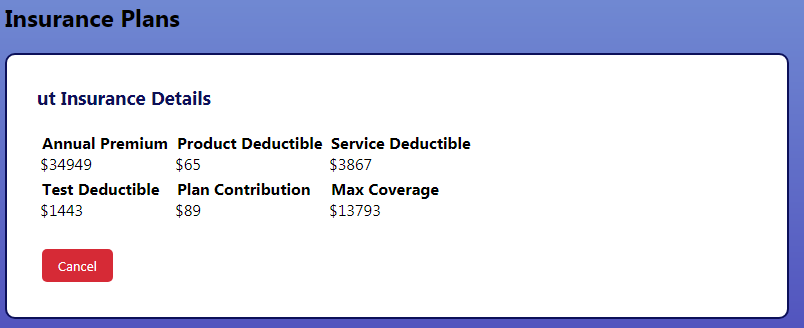 Insurance Plans
ut Insurance Details
Annual Premium Product Deductible Service Deductible
$34949 $65 $3867
Test Deductible Plan Contribution Max Coverage
$1443 $89 $13793
Cancel